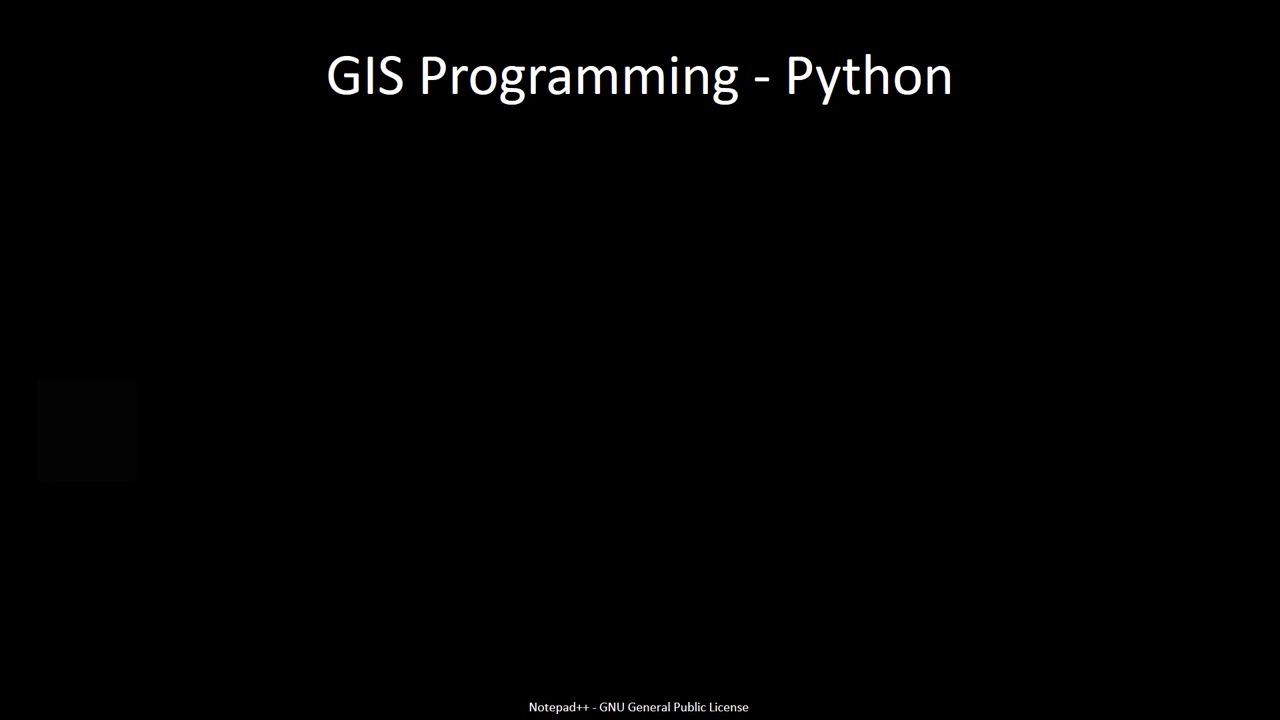 GIS Programming - Python
Notepad++ - GNU General Public License